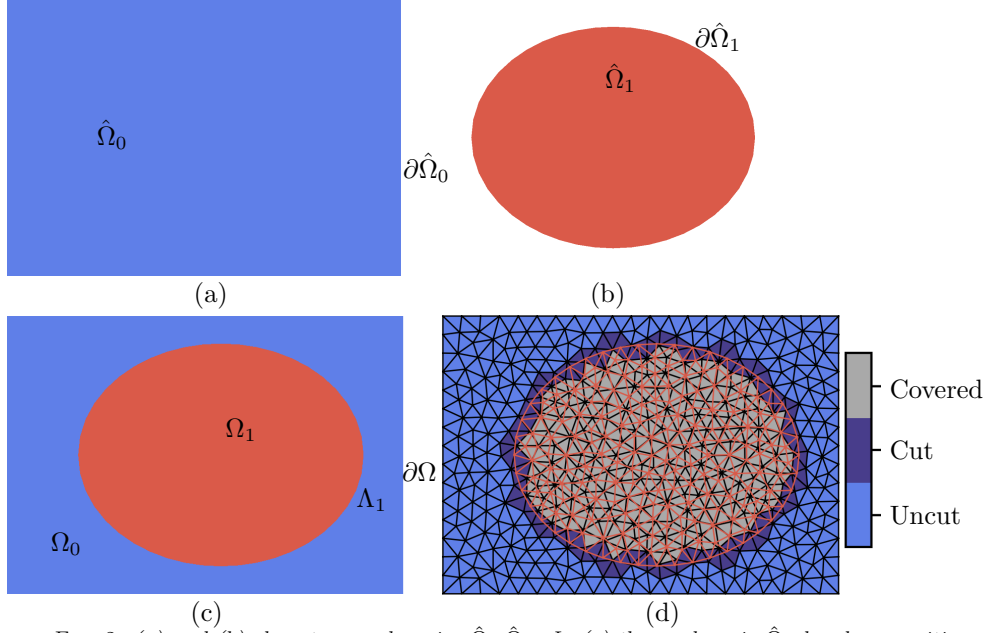 Ω̂₀
∂Ω̂₀
Ω̂₁
∂Ω̂₁
(a)
(b)
Ω₁
Ω₀
Λ₁
∂Ω
Covered
Cut
Uncut
(c)
(d)